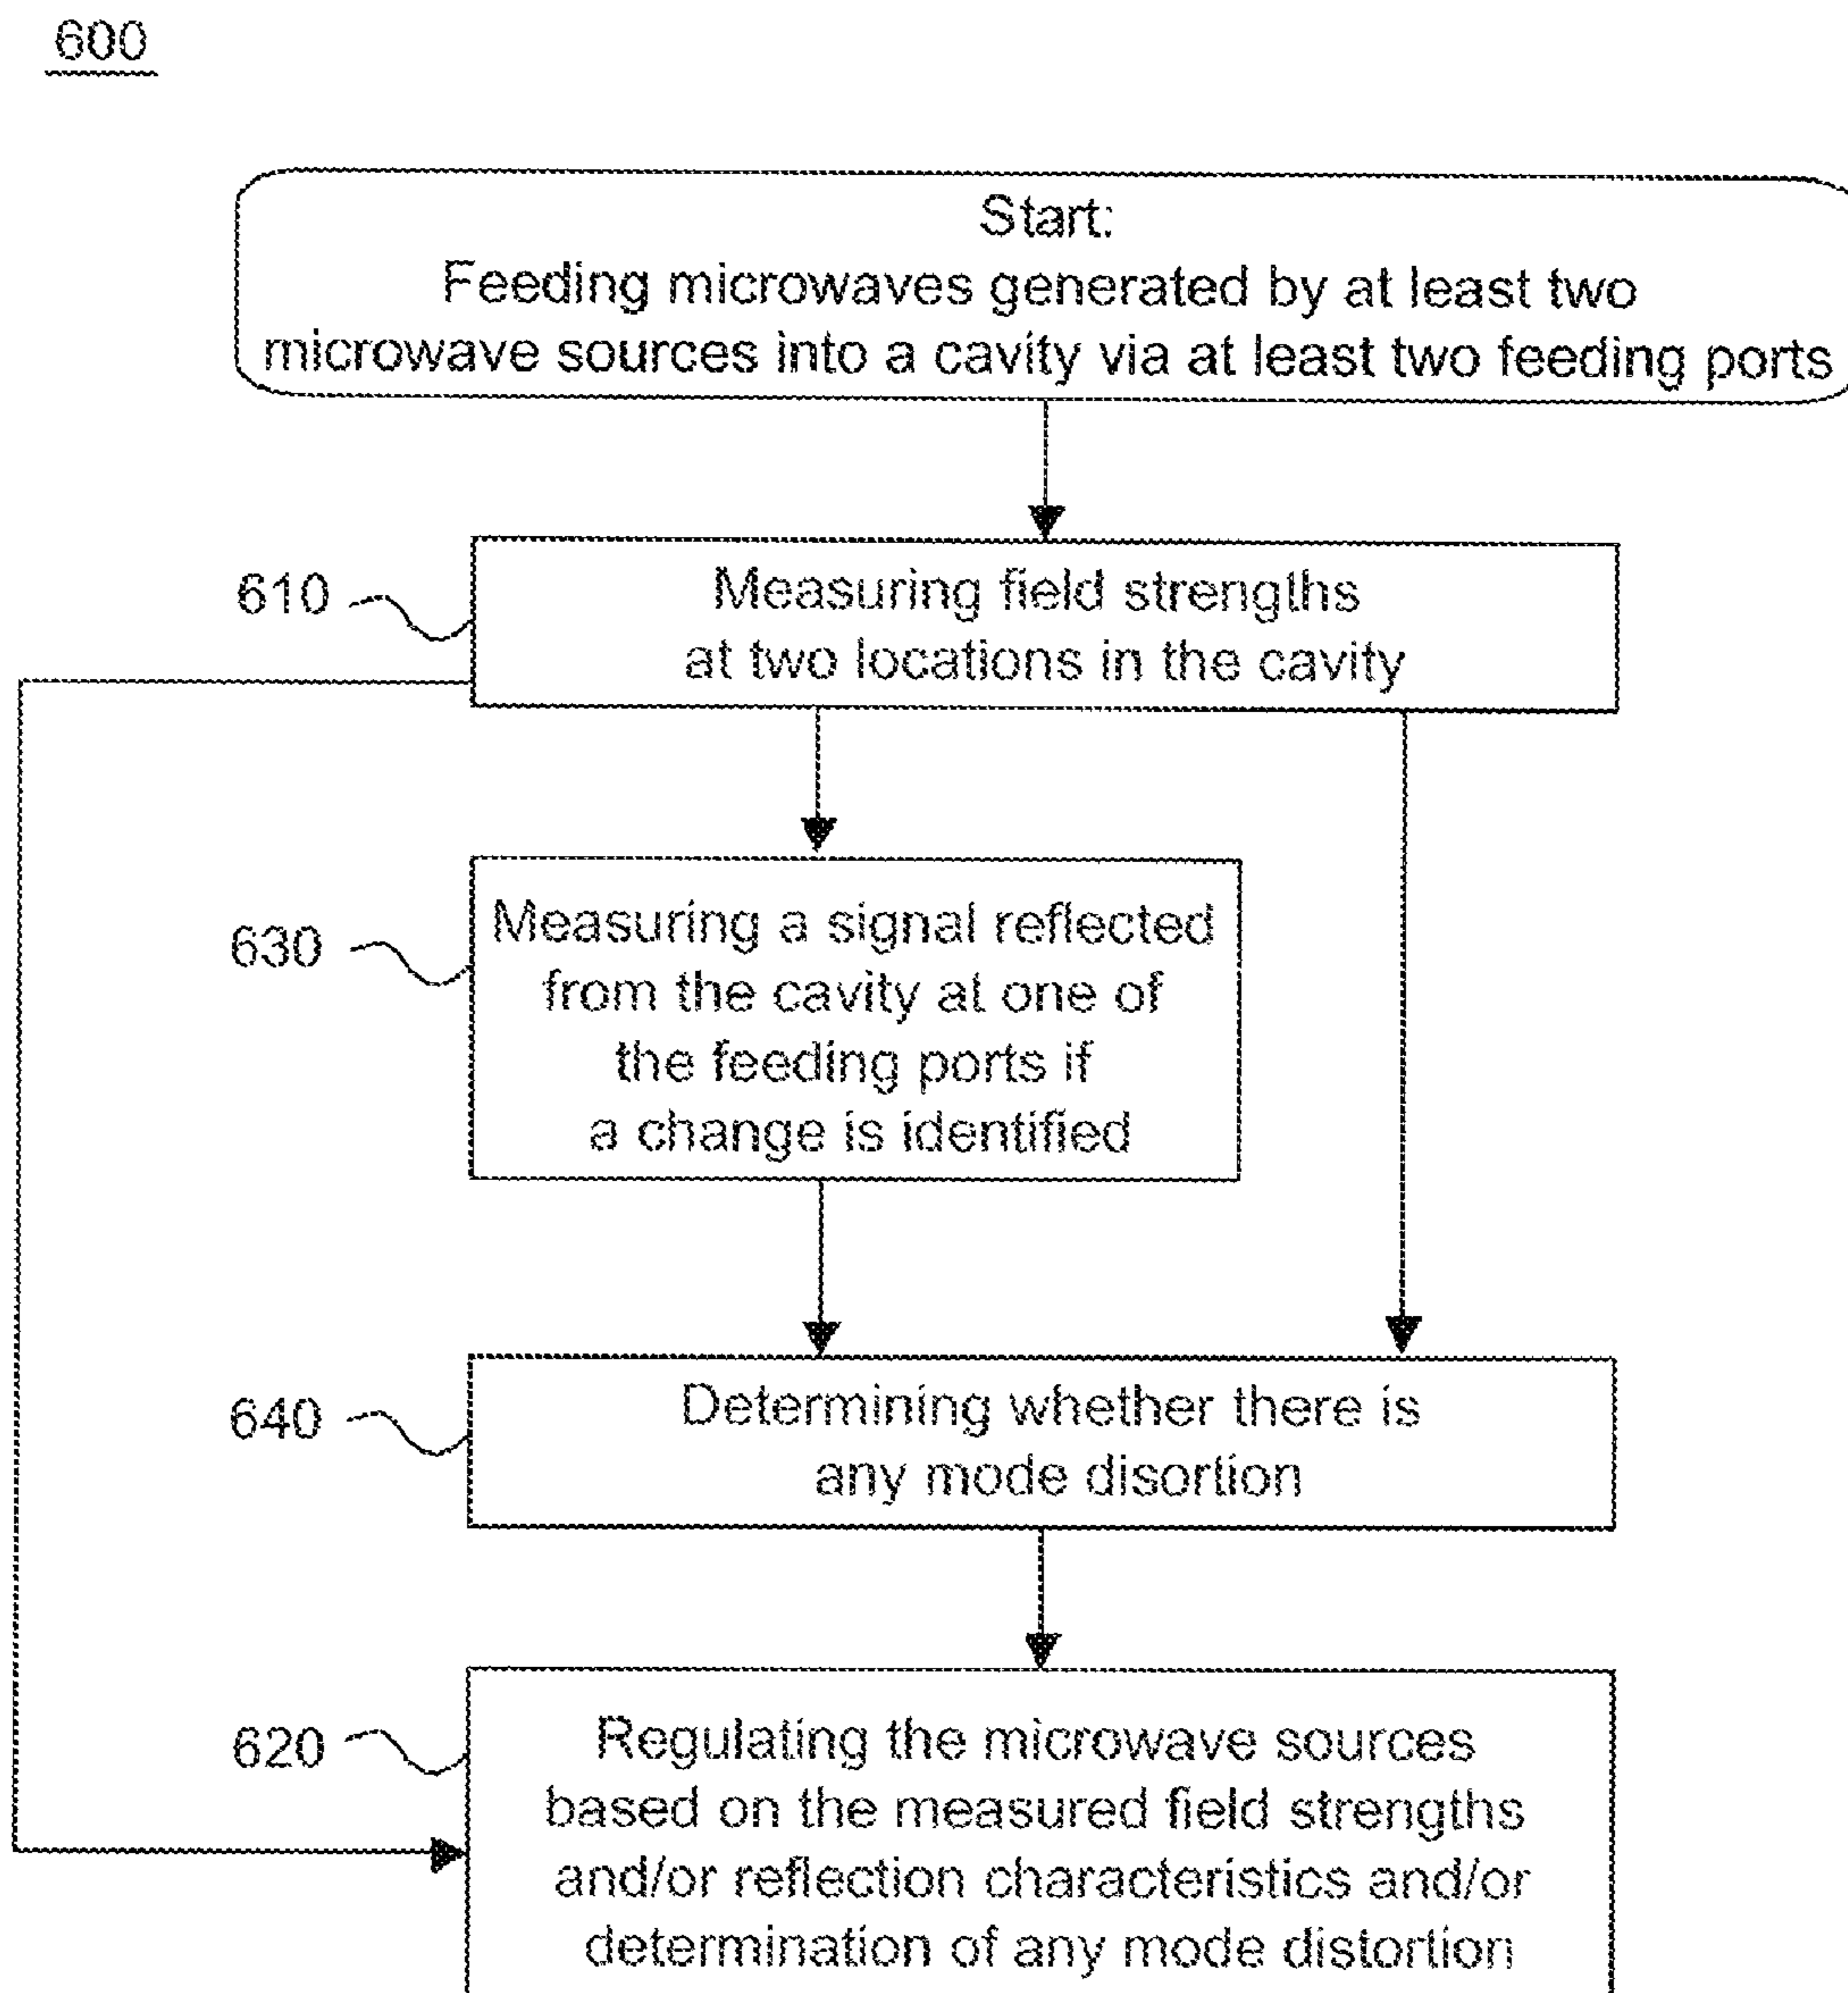 600
Start:
Feeding microwaves generated by at least two
microwave sources into a cavity via at least two feeding ports
610
Measuring field strengths
at two locations in the cavity
630
Measuring a signal reflected
from the cavity at one of
the feeding ports if
a change is identified
640
Determining whether there is
any mode disortion
620
Regulating the microwave sources
based on the measured field strengths
and/or reflection characteristics and/or
determination of any mode distortion